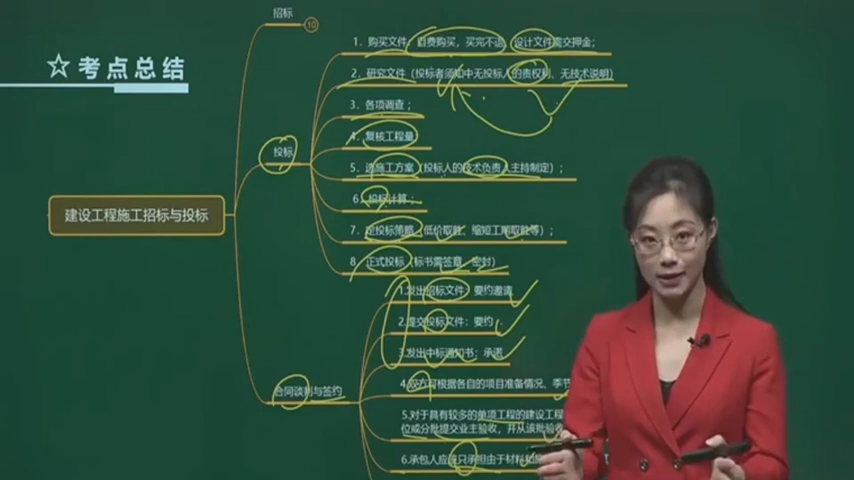 招标
10
☆考点总结
1、购买文件：自费购买，买完不退，设计文件需交押金；
2、研究文件（投标者须知中无投标人的责权利、无技术说明）
3、各项调查；
4、复核工程量；
投标
5、选施工方案（投标人的技术负责人主持制定）；
6、投标计算；
建设工程施工招标与投标
7、定投标策略（低价取胜、缩短工期取胜等）；
8、正式投标（标书需签章、密封）
1.发出招标文件：要约邀请
2.提交投标文件：要约
3.发出中标通知书：承诺
合同谈判与签约
4.双方可根据各自的项目准备情况、季节
5.对于具有较多的单项工程的建设工程
位或分批提交业主验收，并从该批验收
6.承包人应该只承担由于材料和